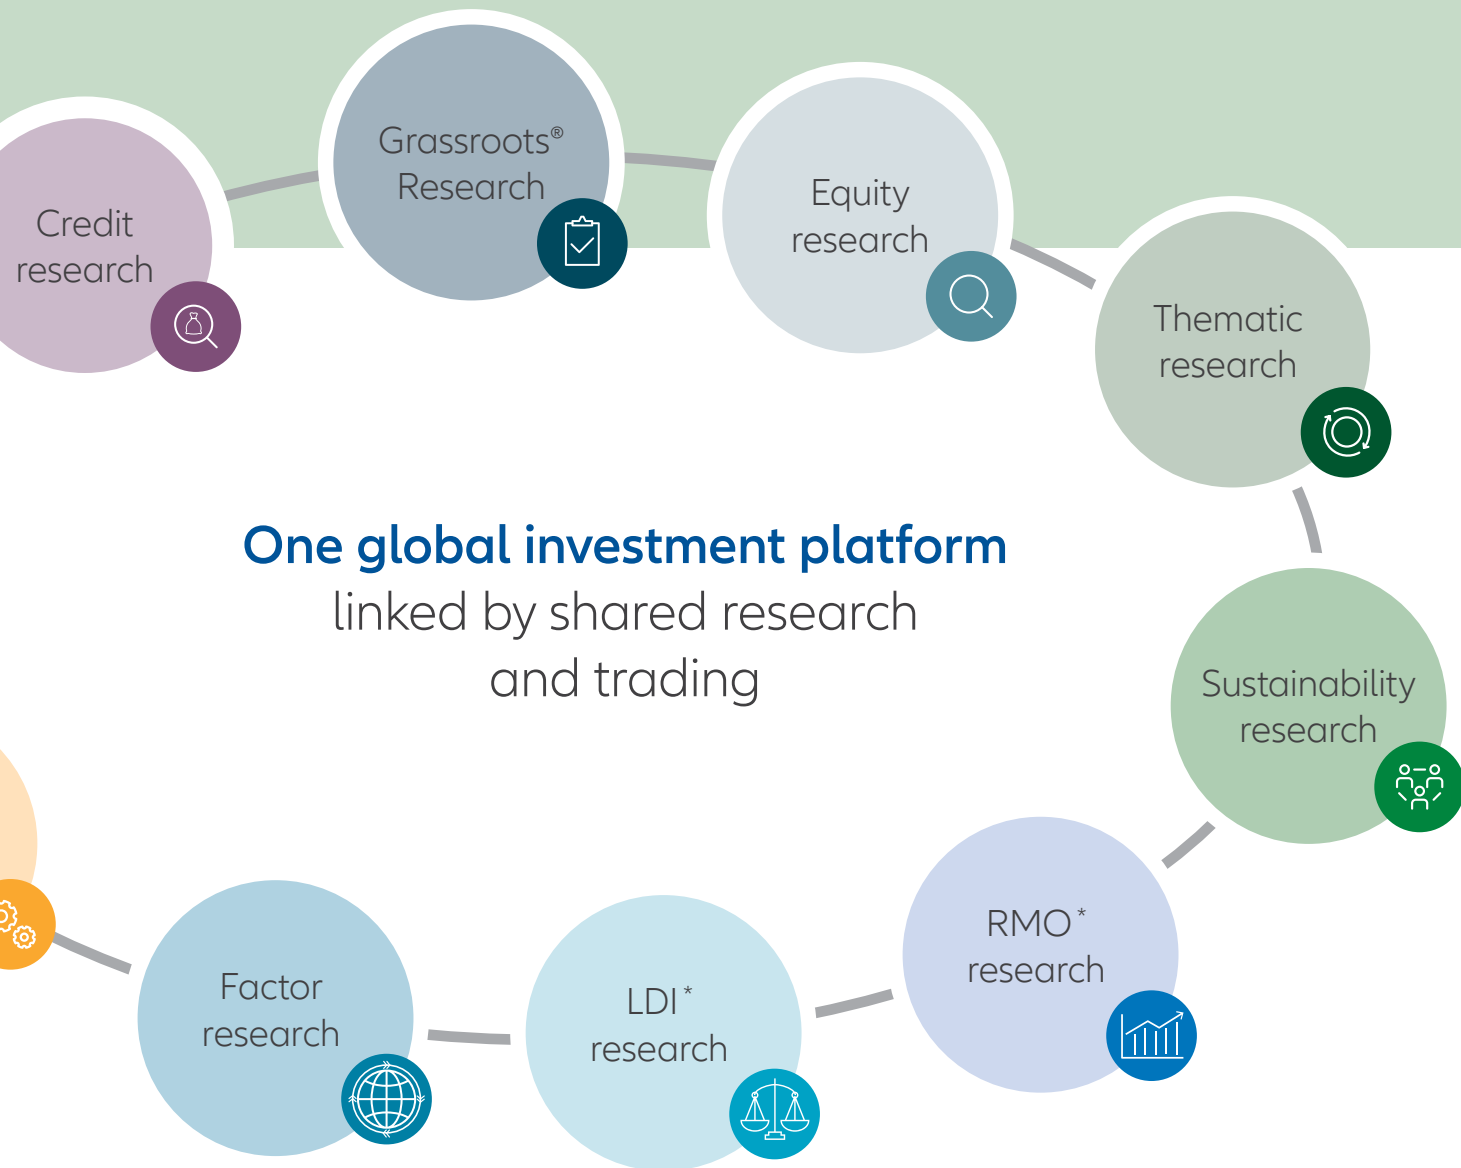 Grassroots®
Research
Equity
research
Credit
research
Thematic
research
One global investment platform
linked by shared research
and trading
Sustainability
research
RMO*
research
LDI*
research
Factor
research